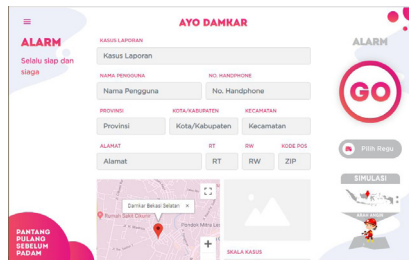 AYO DAMKAR
ALARM
Selalu siap dan
siaga
KASUS LAPORAN
Kasus Laporan
NAMA PENGGUNA
NO. HANDPHONE
Nama Pengguna
No. Handphone
PROVINSI
KOTA/KABUPATEN
KECAMATAN
Provinsi
Kota/Kabupaten
Kecamatan
ALAMAT
RT
RW
KODE POS
Alamat
RT
RW
ZIP
Damkar Bekasi Selatan
Rumah Sakit
SKALA KASUS
PANTANG
PULANG
SEBELUM
PADAM
ALARM
GO
Pilih Regu
SIMULASI